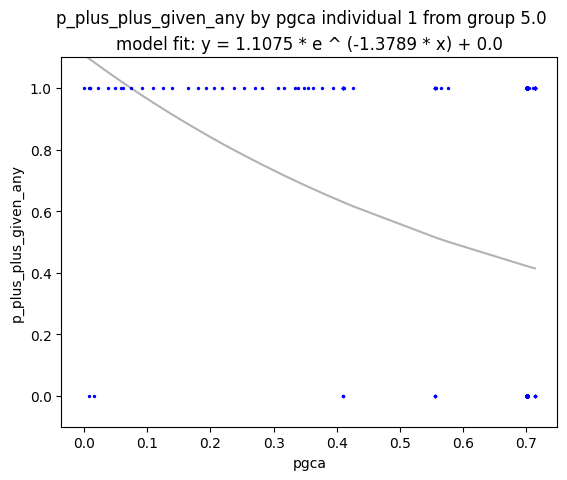 p_plus_plus_given_any by pgca individual 1 from group 5.0
model fit: y = 1.1075 * e ^ (-1.3789 * x) + 0.0
1.0
0.8
0.6
0.4
0.2
0.0
p_plus_plus_given_any
0.0 0.1 0.2 0.3 0.4 0.5 0.6 0.7
pgca